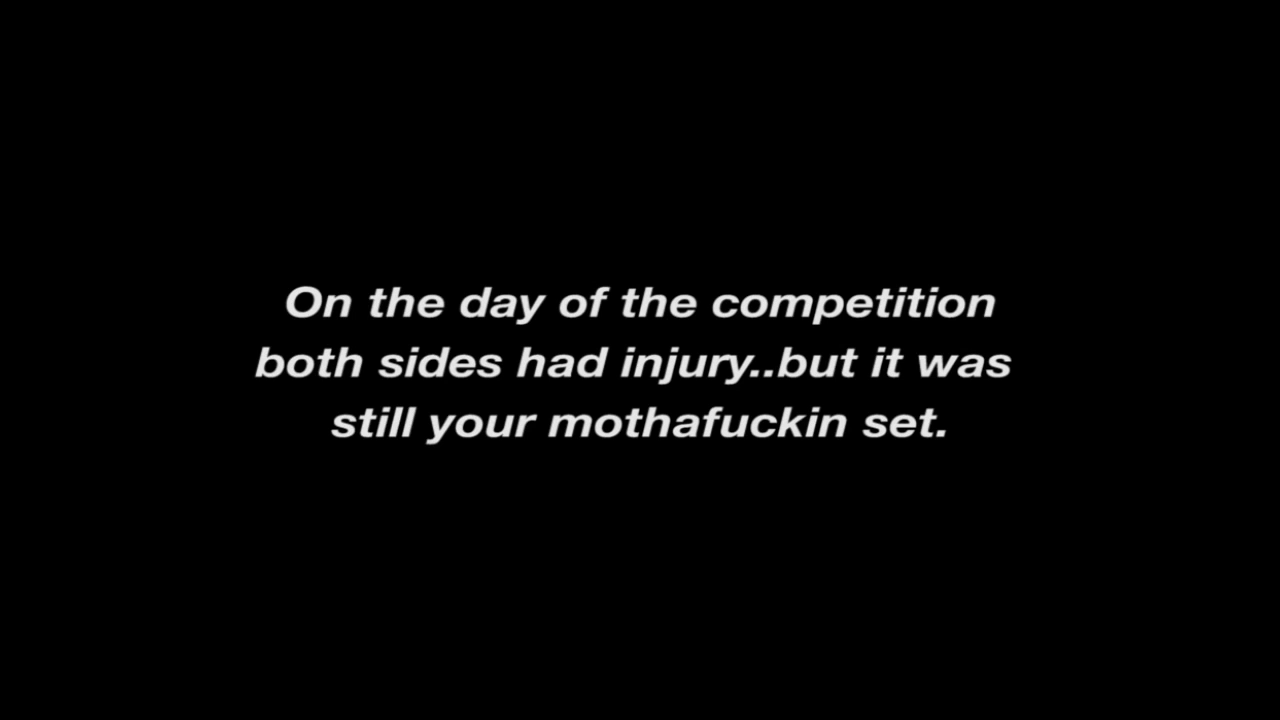 On the day of the competition
both sides had injury..but it was
still your mothafuckin set.